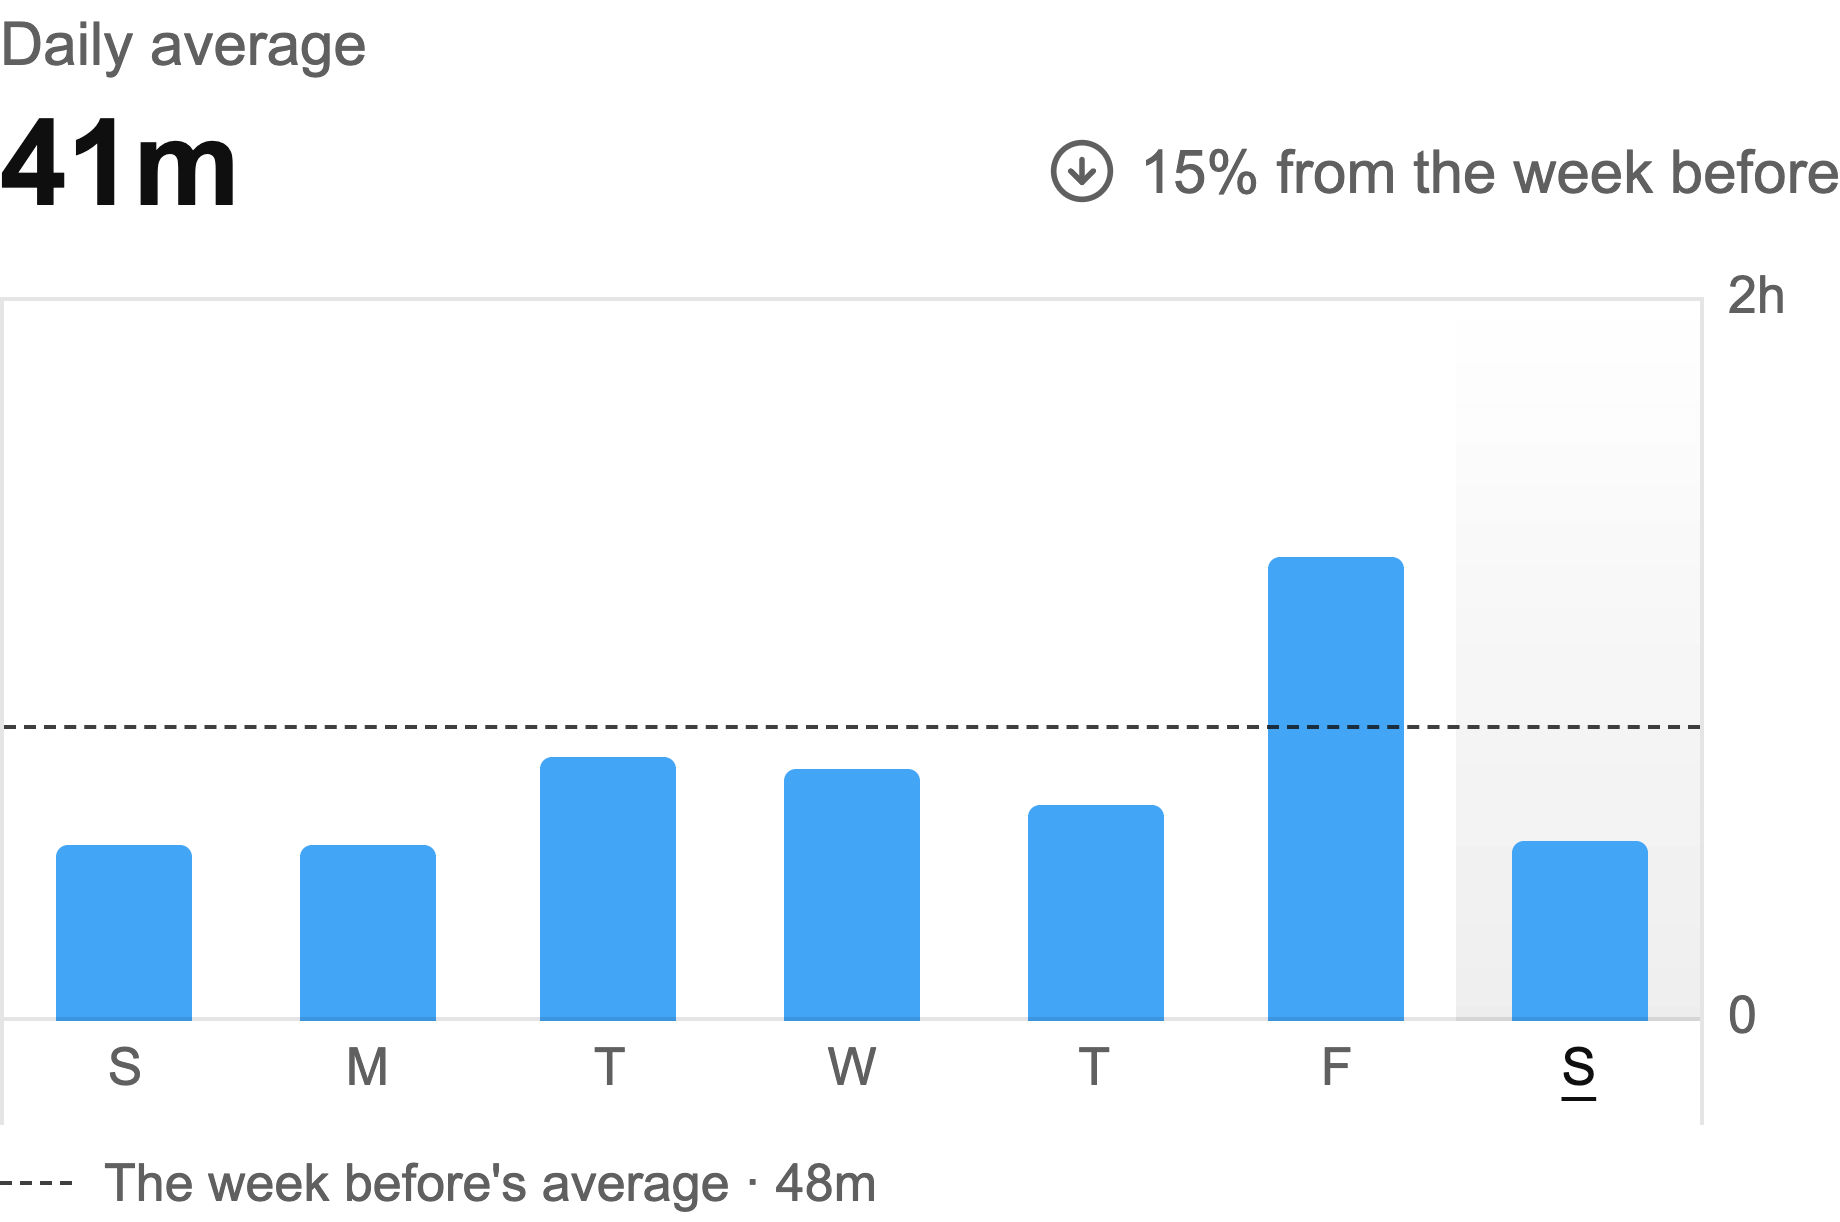 Daily average
41m
15% from the week before
2h
0
S M T W T F S
The week before's average · 48m